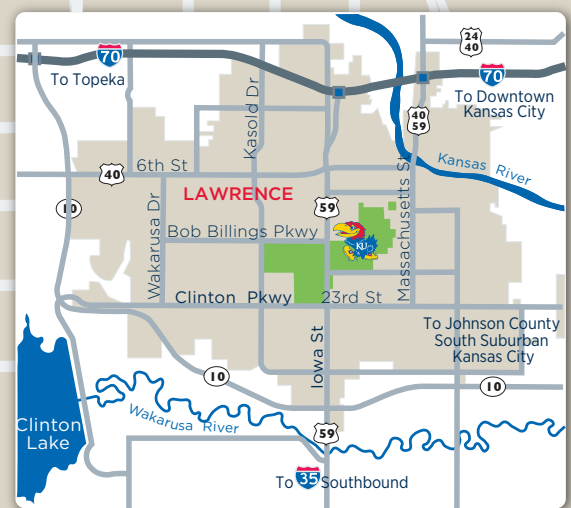 24
40
70
70
To Topeka
To Downtown
Kansas City
Kasold Dr
40
59
Kansas River
6th St
40
Massachusetts St
LAWRENCE
10
59
Wakarusa Dr
Bob Billings Pkwy
KU
Clinton Pkwy
23rd St
To Johnson County
South Suburban
Kansas City
Iowa St
10
10
Clinton
Lake
Wakarusa River
59
To 35 Southbound